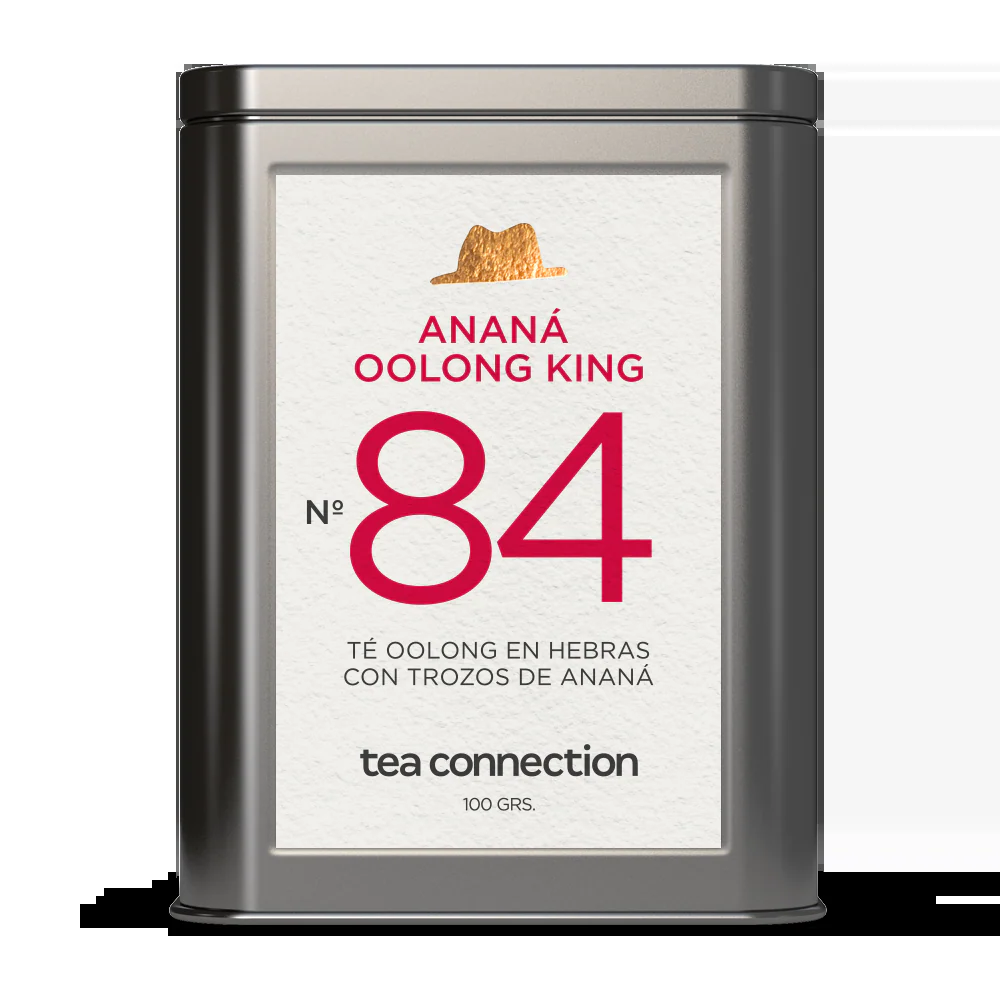 ANANÁ
OOLONG KING
Nº 84
TÉ OOLONG EN HEBRAS
CON TROZOS DE ANANÁ
tea connection
100 GRS.